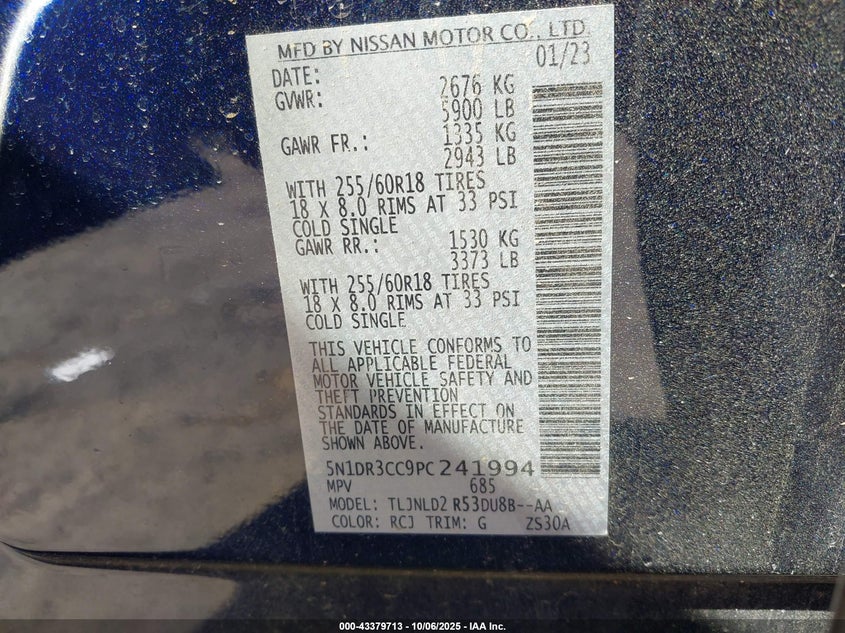 MFD BY NISSAN MOTOR CO., LTD.
DATE: 01/23
GVWR: 2676 KG
5900 LB
GAWR FR.: 1335 KG
2943 LB
WITH 255/60R18 TIRES
18 X 8.0 RIMS AT 33 PSI
COLD SINGLE
GAWR RR.: 1530 KG
3373 LB
WITH 255/60R18 TIRES
18 X 8.0 RIMS AT 33 PSI
COLD SINGLE
THIS VEHICLE CONFORMS TO
ALL APPLICABLE FEDERAL
MOTOR VEHICLE SAFETY AND
THEFT PREVENTION
STANDARDS IN EFFECT ON
THE DATE OF MANUFACTURE
SHOWN ABOVE.
5N1DR3CC9PC241994
MPV 685
MODEL: TLJNLD2 R53DU8B--AA
COLOR: RCJ TRIM: G ZS30A
000-43379713 - 10/06/2025 - IAA Inc.